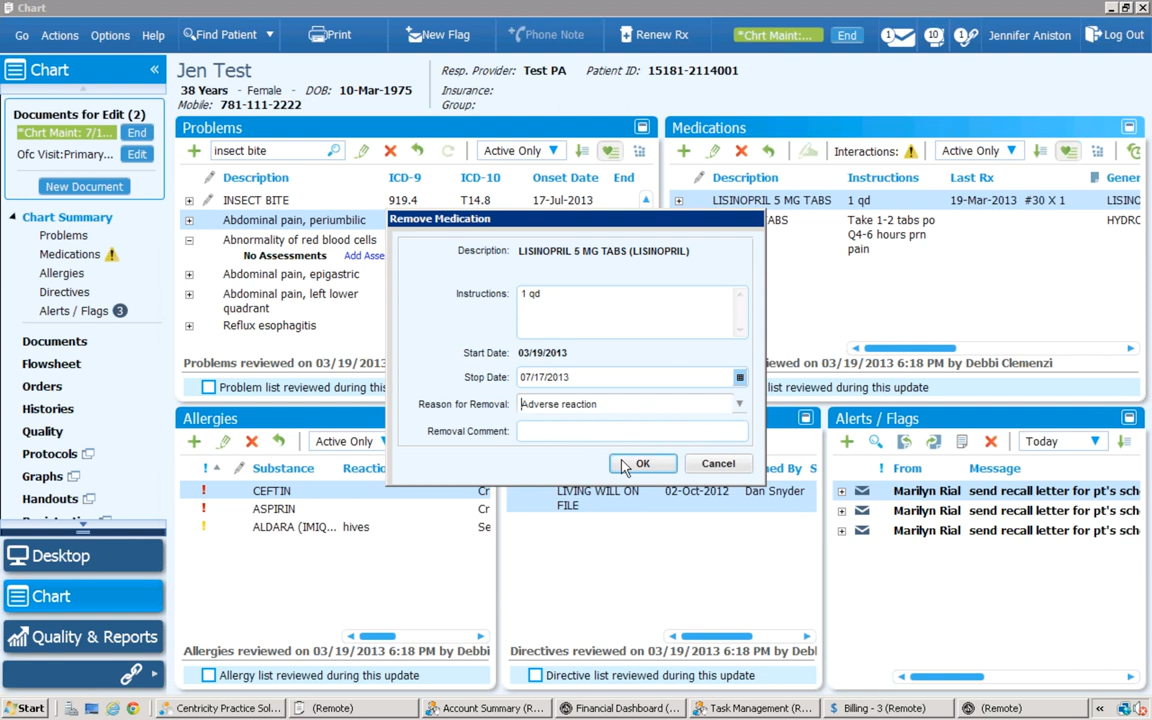 Chart
Go Actions Options Help Find Patient Print New Flag Phone Note Renew Rx *Chrt Maint:... End 1 10 1 Jennifer Aniston Log Out
Chart «
Documents for Edit (2)
*Chrt Maint: 7/1... End
Ofc Visit:Primary... Edit
New Document
Chart Summary
Problems
Medications
Allergies
Directives
Alerts / Flags 3
Documents
Flowsheet
Orders
Histories
Quality
Protocols
Graphs
Handouts
Desktop
Chart
Quality & Reports
Jen Test
38 Years - Female - DOB: 10-Mar-1975
Mobile: 781-111-2222
Resp. Provider: Test PA Patient ID: 15181-2114001
Insurance:
Group:
Problems
insect bite Active Only
Description ICD-9 ICD-10 Onset Date End
INSECT BITE 919.4 T14.8 17-Jul-2013
Abdominal pain, periumbilic
Abnormality of red blood cells
No Assessments Add Asse
Abdominal pain, epigastric
Abdominal pain, left lower
quadrant
Reflux esophagitis
Problems reviewed on 03/19/2013
Problem list reviewed during this
Medications
Interactions: Active Only
Description Instructions Last Rx Gener
LISINOPRIL 5 MG TABS 1 qd 19-Mar-2013 #30 X 1 LISINO
ABS Take 1-2 tabs po HYDRO
Q4-6 hours prn
pain
ewed on 03/19/2013 6:18 PM by Debbi Clemenzi
list reviewed during this update
Remove Medication
Description: LISINOPRIL 5 MG TABS (LISINOPRIL)
Instructions: 1 qd
Start Date: 03/19/2013
Stop Date: 07/17/2013
Reason for Removal: Adverse reaction
Removal Comment:
OK Cancel
Allergies
Active Only
! Substance Reactio
! CEFTIN Cr
! ASPIRIN Cr
! ALDARA (IMIQ... hives Se
Allergies reviewed on 03/19/2013 6:18 PM by Debbi
Allergy list reviewed during this update
ned By S
LIVING WILL ON 02-Oct-2012 Dan Snyder
FILE
Directives reviewed on 03/19/2013 6:18 PM by Debbi
Directive list reviewed during this update
Alerts / Flags
Today
! From Message
Marilyn Rial send recall letter for pt's sche
Marilyn Rial send recall letter for pt's sche
Marilyn Rial send recall letter for pt's sche
Start Centricity Practice Sol... (Remote) Account Summary (R... Financial Dashboard (... Task Management (R... $ Billing - 3 (Remote) (Remote) «